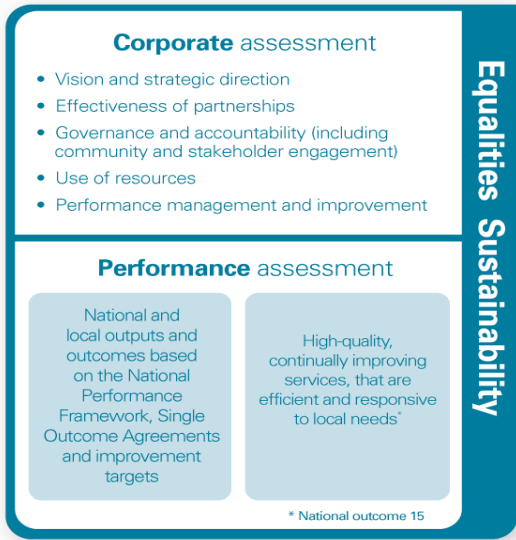 Corporate assessment
• Vision and strategic direction
• Effectiveness of partnerships
• Governance and accountability (including
community and stakeholder engagement)
• Use of resources
• Performance management and improvement
Performance assessment
National and
local outputs and
outcomes based
on the National
Performance
Framework, Single
Outcome Agreements
and improvement
targets
High-quality,
continually improving
services, that are
efficient and responsive
to local needs*
* National outcome 15
Equalities Sustainability